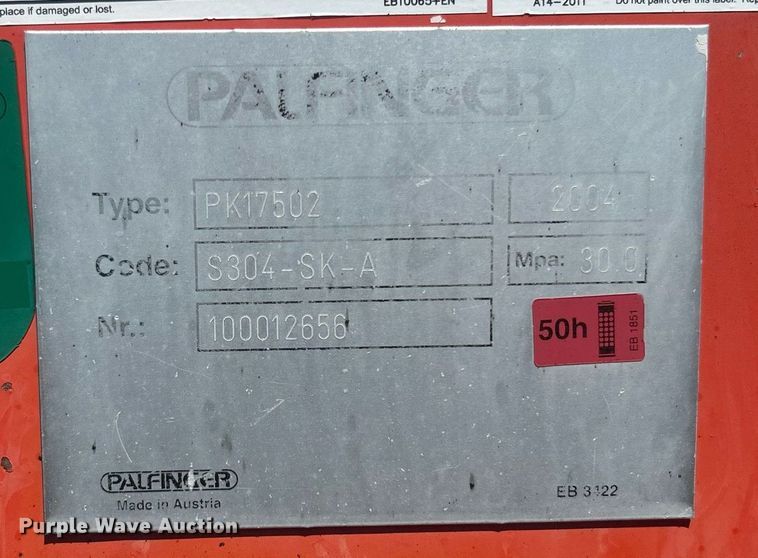 place if damaged or lost.
EB10065+EN
A14-2011 Do not paint over this label.
PALFINGER
Type: PK17502 2004
Code: S304-SK-A Mpa: 30.0
Nr.: 100012656
50h EB 1851
PALFINGER
Made in Austria
EB 3422
Purple Wave Auction